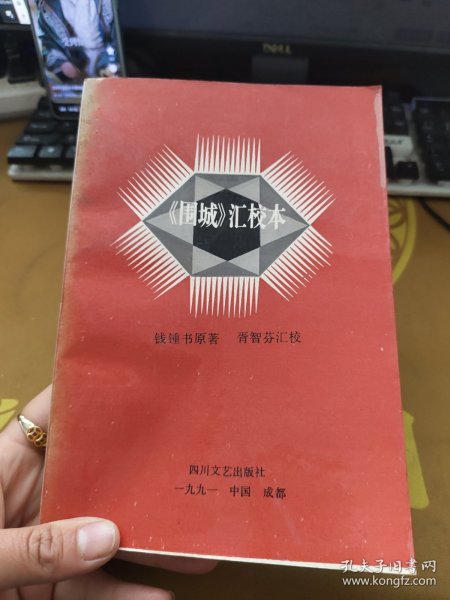 DELL
《围城》汇校本
钱锺书原著 胥智芬汇校
四川文艺出版社
一九九一 中国 成都
孔夫子旧书网
www.kongfz.com